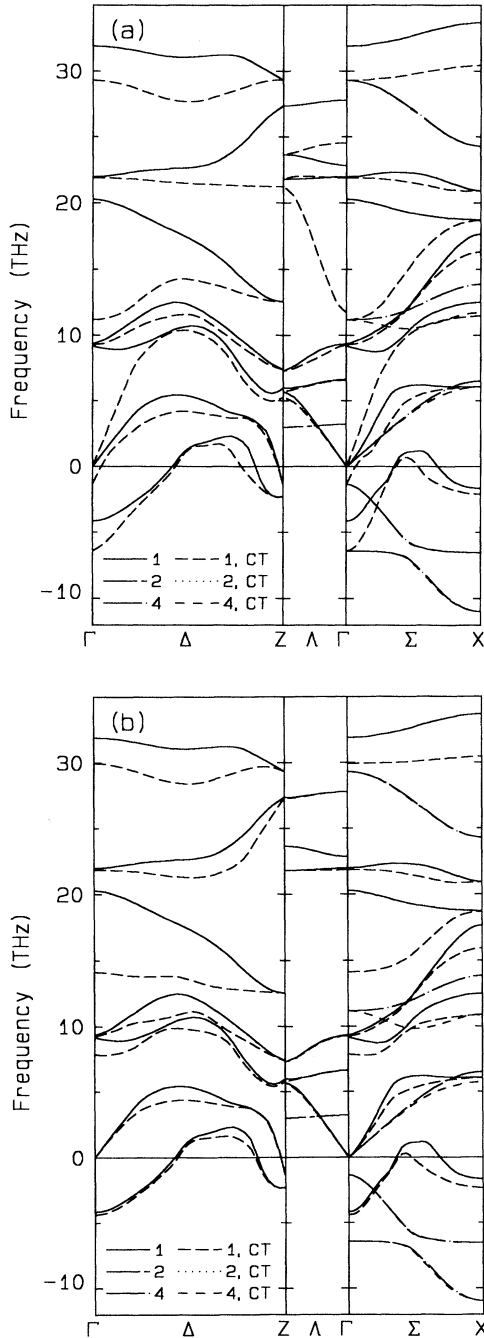 (a)
30
20
10
0
-10
Frequency (THz)
1 1, CT
2 2, CT
4 4, CT
Γ Δ Z Λ Γ Σ X
(b)
30
20
10
0
-10
Frequency (THz)
1 1, CT
2 2, CT
4 4, CT
Γ Δ Z Λ Γ Σ X